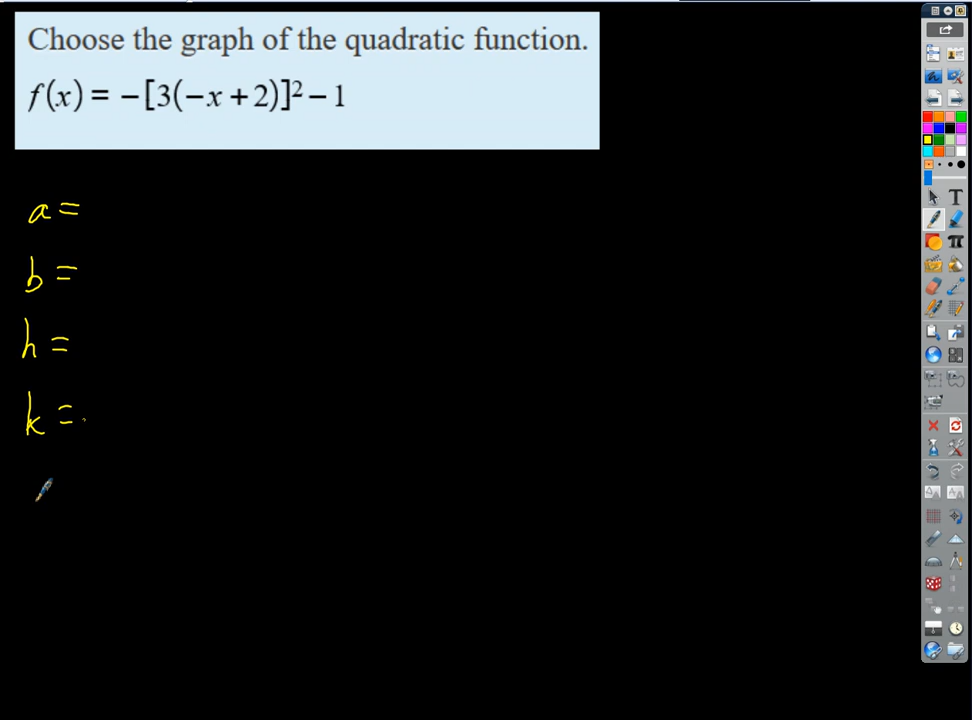 Choose the graph of the quadratic function.
f(x) = −[3(−x + 2)]² − 1
a =
b =
h =
k =